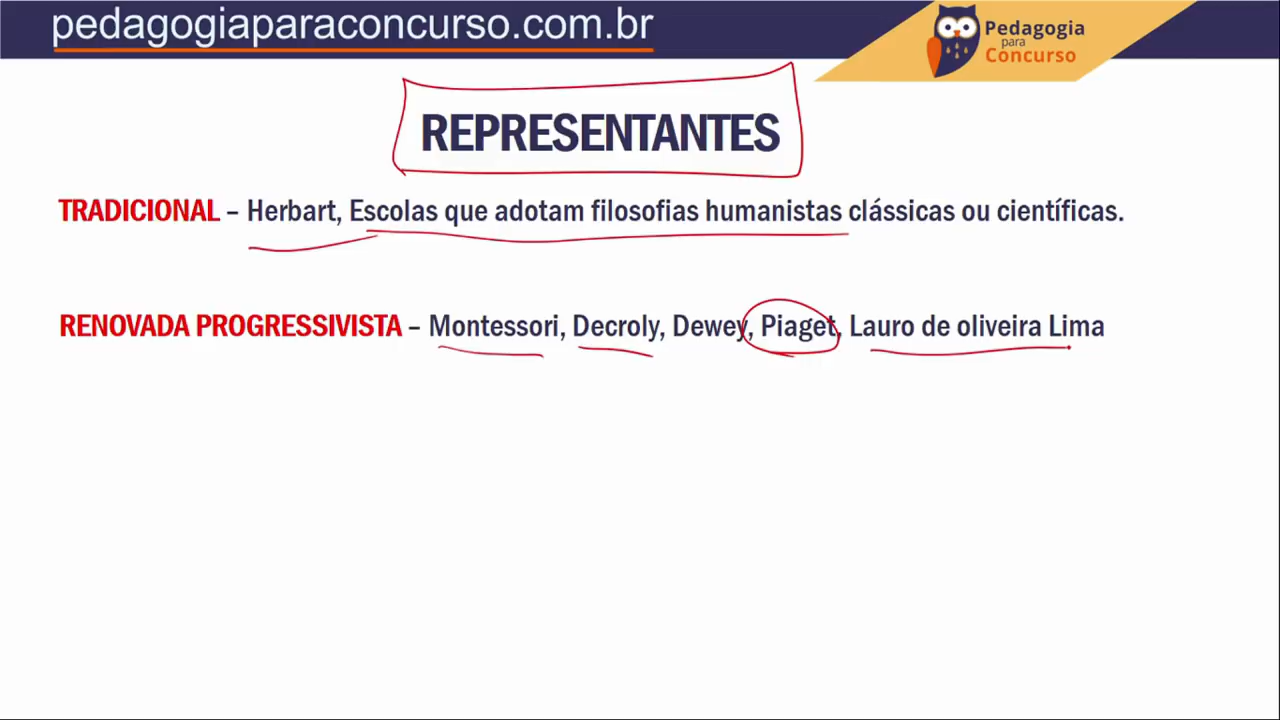 pedagogiaparaconcurso.com.br
Pedagogia
para
Concurso
REPRESENTANTES
TRADICIONAL – Herbart, Escolas que adotam filosofias humanistas clássicas ou científicas.
RENOVADA PROGRESSIVISTA – Montessori, Decroly, Dewey, Piaget, Lauro de oliveira Lima